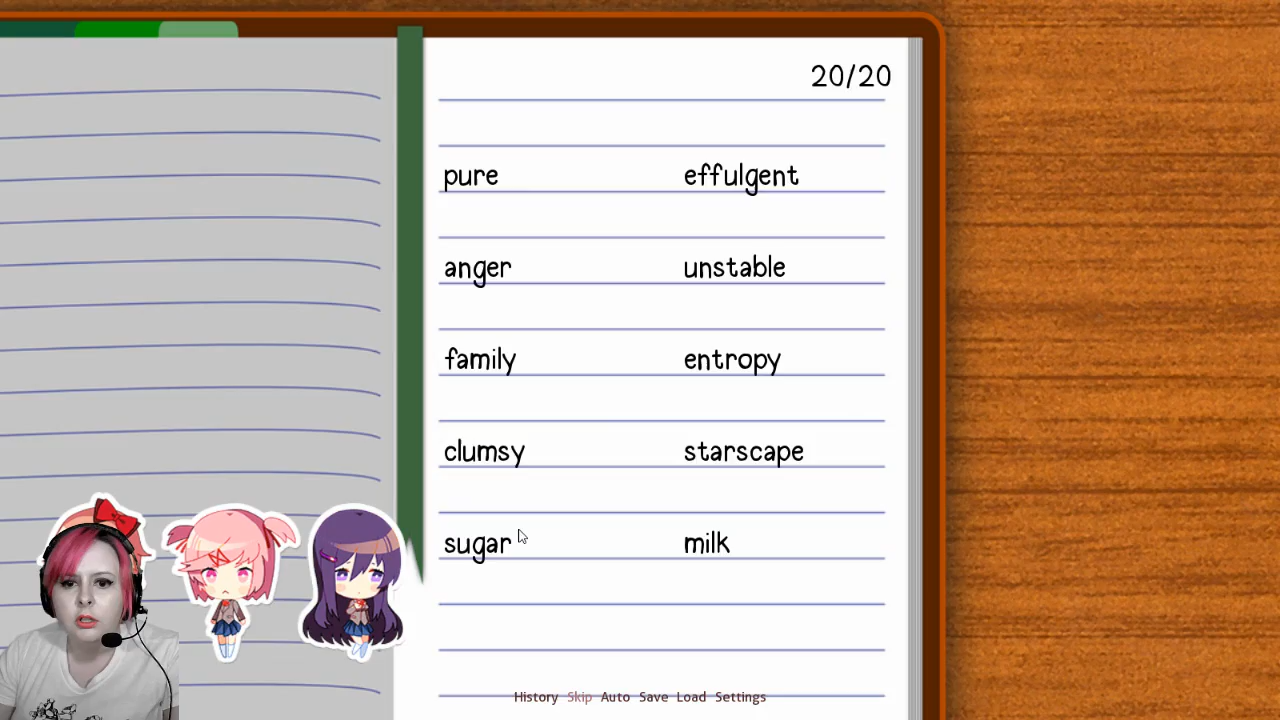 20/20
pure effulgent
anger unstable
family entropy
clumsy starscape
sugar milk
History Skip Auto Save Load Settings